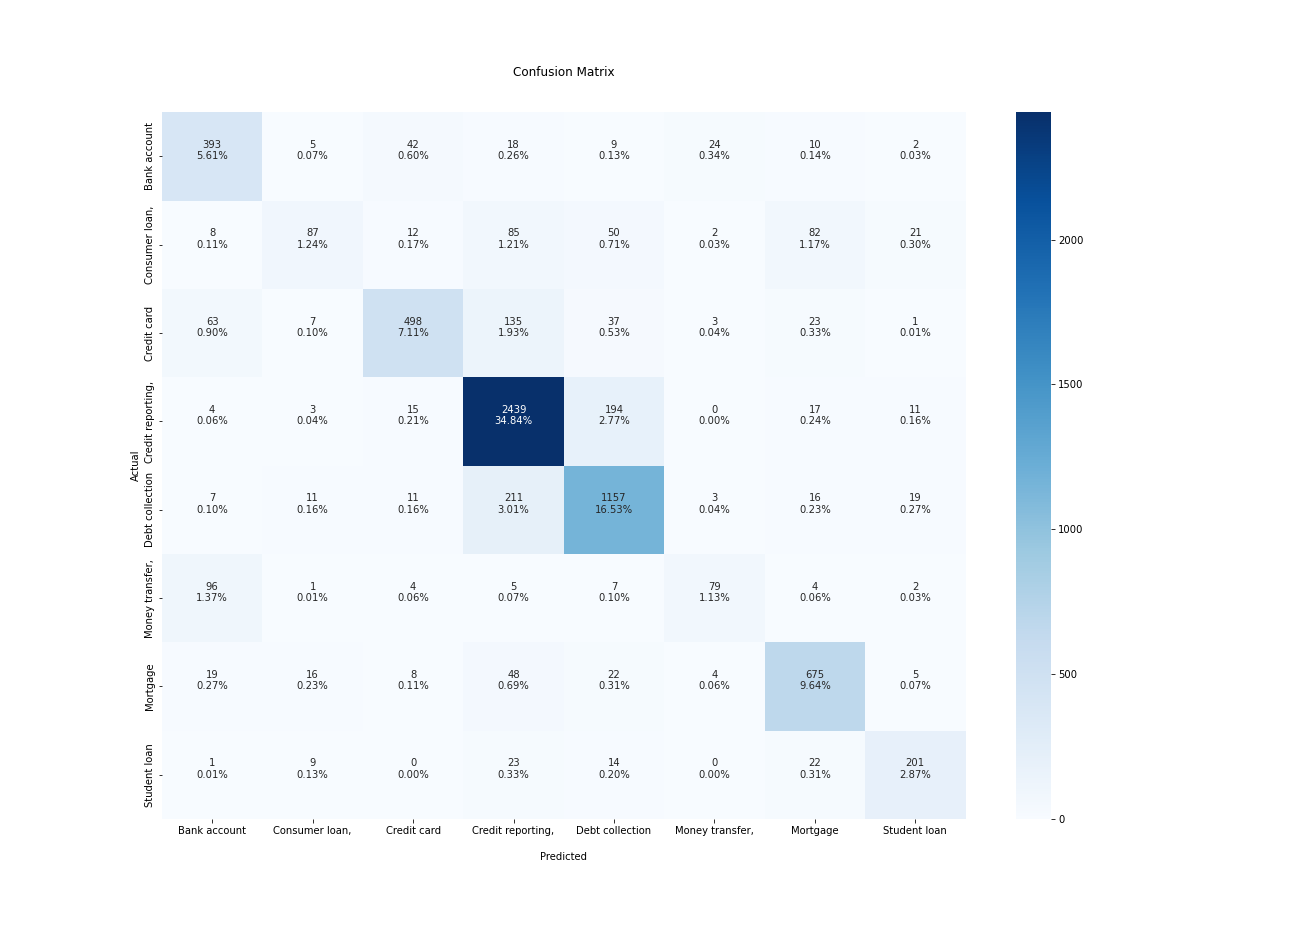 Confusion Matrix
Actual
Bank account
393 5 42 18 9 24 10 2
5.61% 0.07% 0.60% 0.26% 0.13% 0.34% 0.14% 0.03%
Consumer loan,
8 87 12 85 50 2 82 21
0.11% 1.24% 0.17% 1.21% 0.71% 0.03% 1.17% 0.30%
Credit card
63 7 498 135 37 3 23 1
0.90% 0.10% 7.11% 1.93% 0.53% 0.04% 0.33% 0.01%
Credit reporting,
4 3 15 2439 194 0 17 11
0.06% 0.04% 0.21% 34.84% 2.77% 0.00% 0.24% 0.16%
Debt collection
7 11 11 211 1157 3 16 19
0.10% 0.16% 0.16% 3.01% 16.53% 0.04% 0.23% 0.27%
Money transfer,
96 1 4 5 7 79 4 2
1.37% 0.01% 0.06% 0.07% 0.10% 1.13% 0.06% 0.03%
Mortgage
19 16 8 48 22 4 675 5
0.27% 0.23% 0.11% 0.69% 0.31% 0.06% 9.64% 0.07%
Student loan
1 9 0 23 14 0 22 201
0.01% 0.13% 0.00% 0.33% 0.20% 0.00% 0.31% 2.87%
Bank account Consumer loan, Credit card Credit reporting, Debt collection Money transfer, Mortgage Student loan
Predicted
2000
1500
1000
500
0